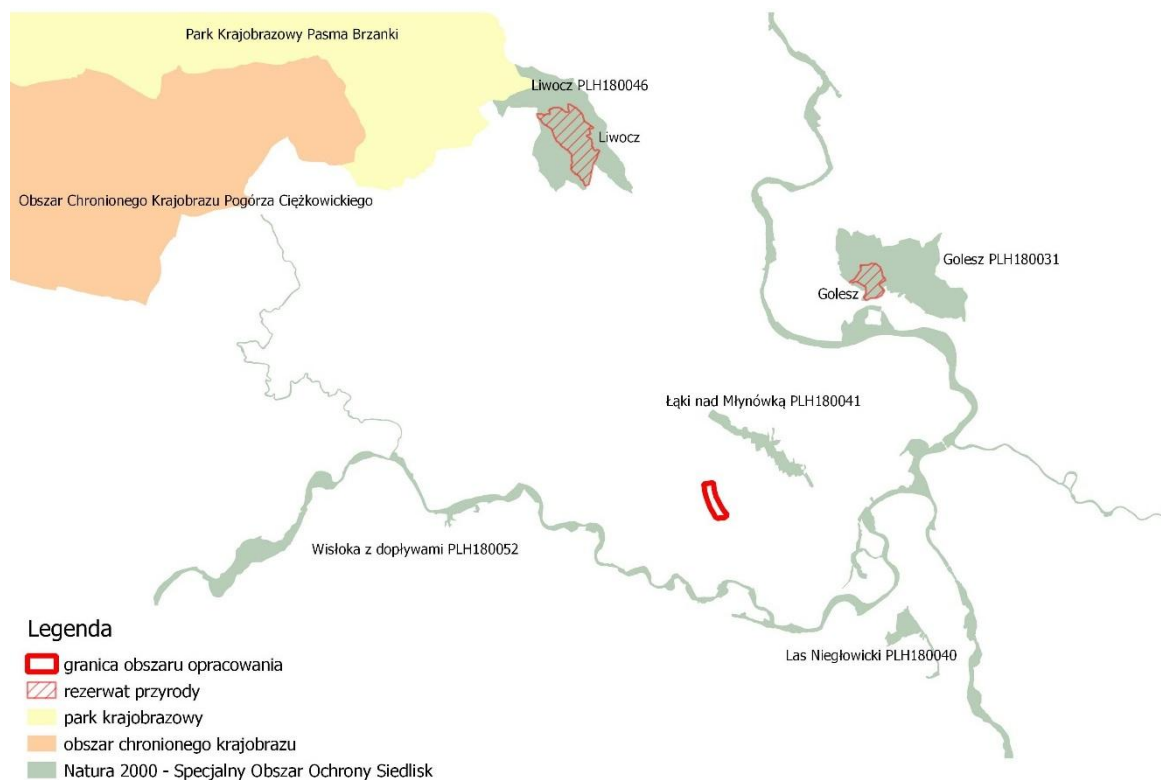 Park Krajobrazowy Pasma Brzanki
Liwocz PLH180046
Liwocz
Obszar Chronionego Krajobrazu Pogórza Ciężkowickiego
Golesz PLH180031
Golesz
Łąki nad Młynówką PLH180041
Wisłoka z dopływami PLH180052
Las Niegłowicki PLH180040
Legenda
granica obszaru opracowania
rezerwat przyrody
park krajobrazowy
obszar chronionego krajobrazu
Natura 2000 - Specjalny Obszar Ochrony Siedlisk